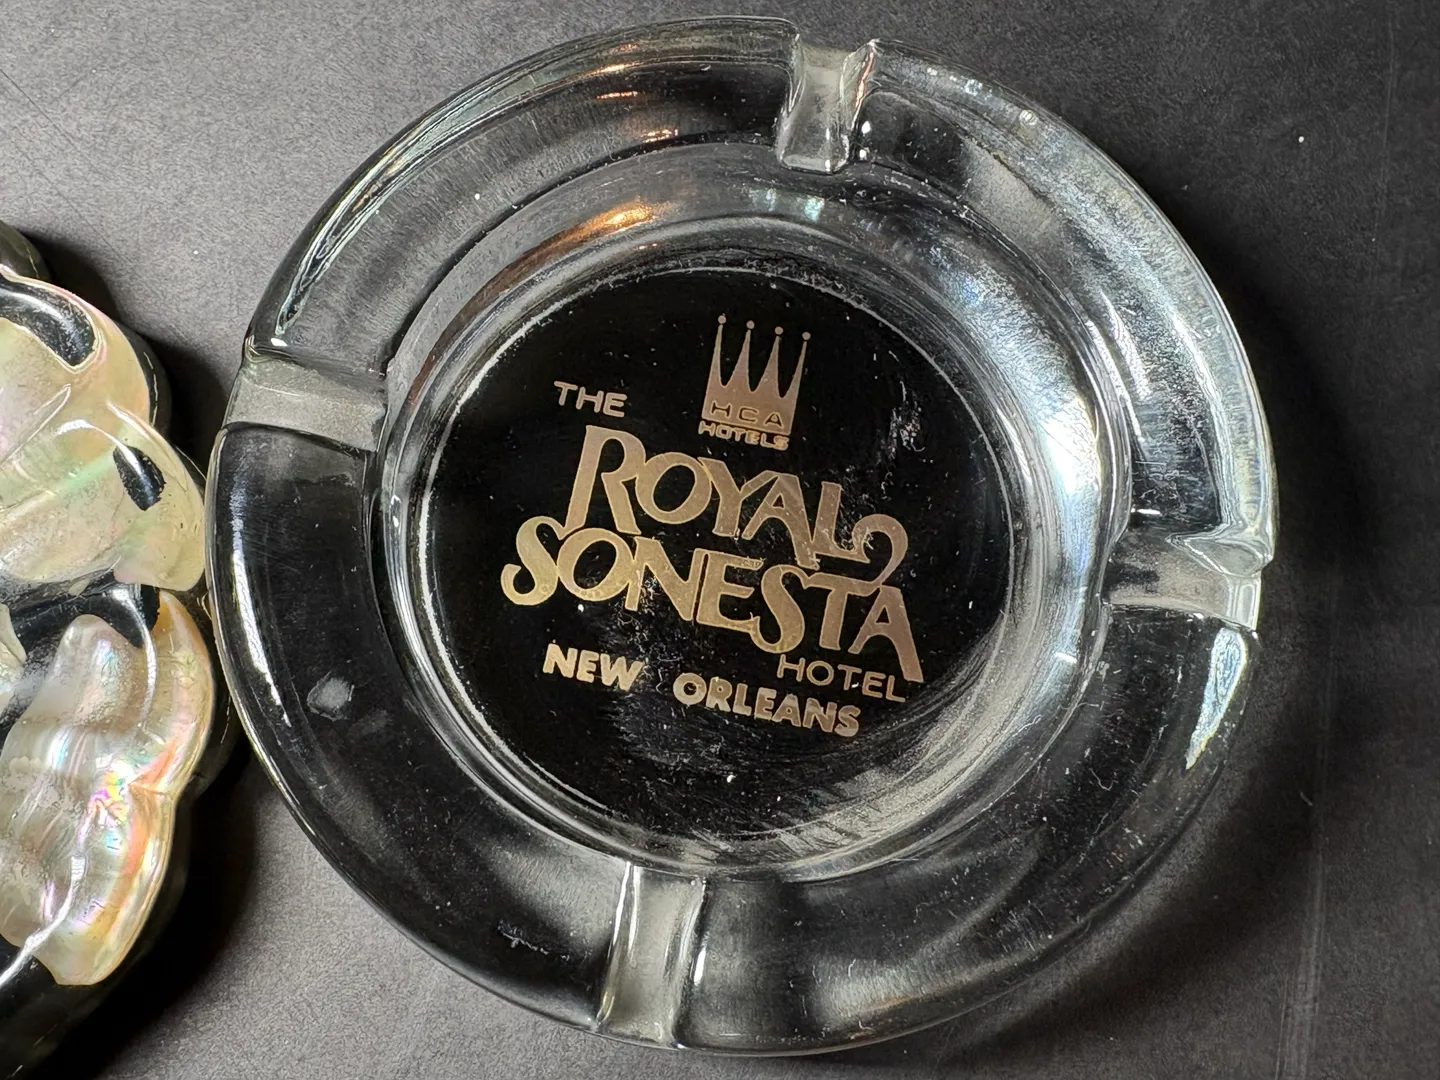 HCA
HOTELS
THE
ROYAL
SONESTA
HOTEL
NEW ORLEANS